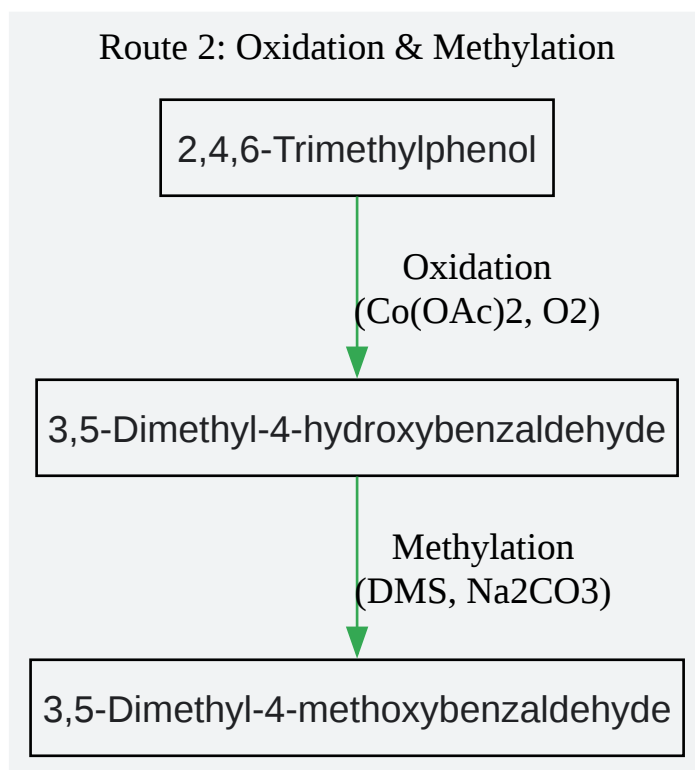 Route 2: Oxidation & Methylation
2,4,6-Trimethylphenol
Oxidation
(Co(OAc)2, O2)
3,5-Dimethyl-4-hydroxybenzaldehyde
Methylation
(DMS, Na2CO3)
3,5-Dimethyl-4-methoxybenzaldehyde